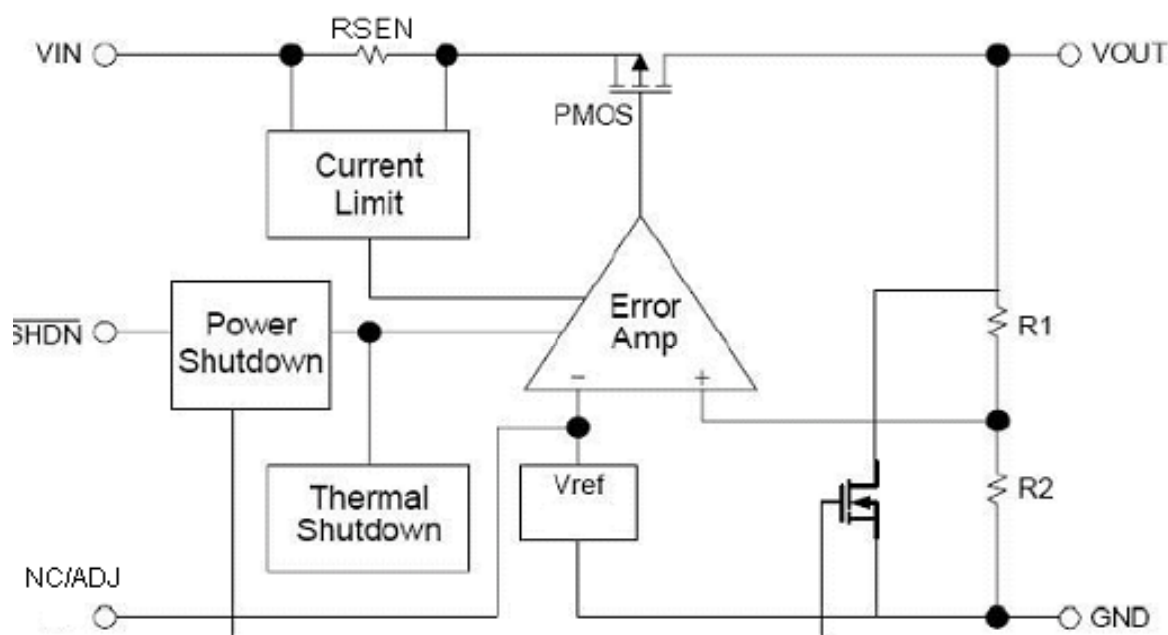 RSEN
VIN
VOUT
PMOS
Current
Limit
Power
Shutdown
SHDN
Error
Amp
R1
− +
Thermal
Shutdown
Vref
R2
NC/ADJ
GND